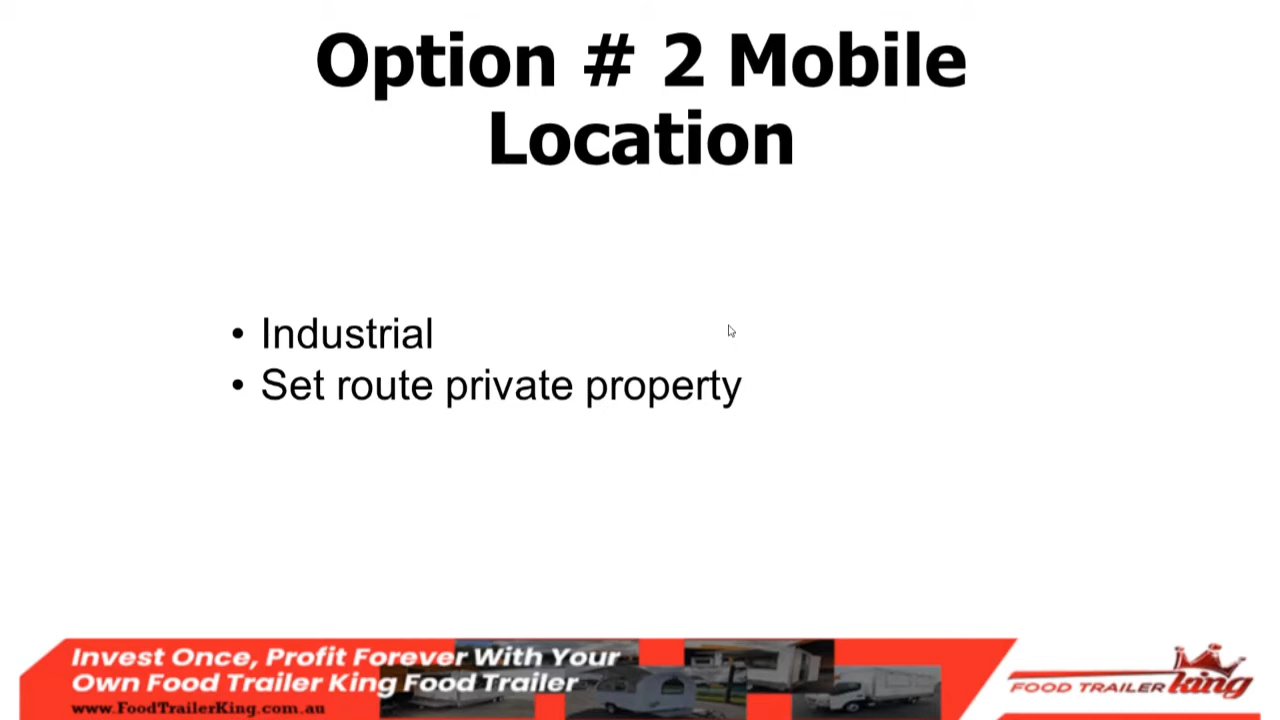 Option # 2 Mobile
Location
• Industrial
• Set route private property
Invest Once, Profit Forever With Your
Own Food Trailer King Food Trailer
www.FoodTrailerKing.com.au
FOOD TRAILER king